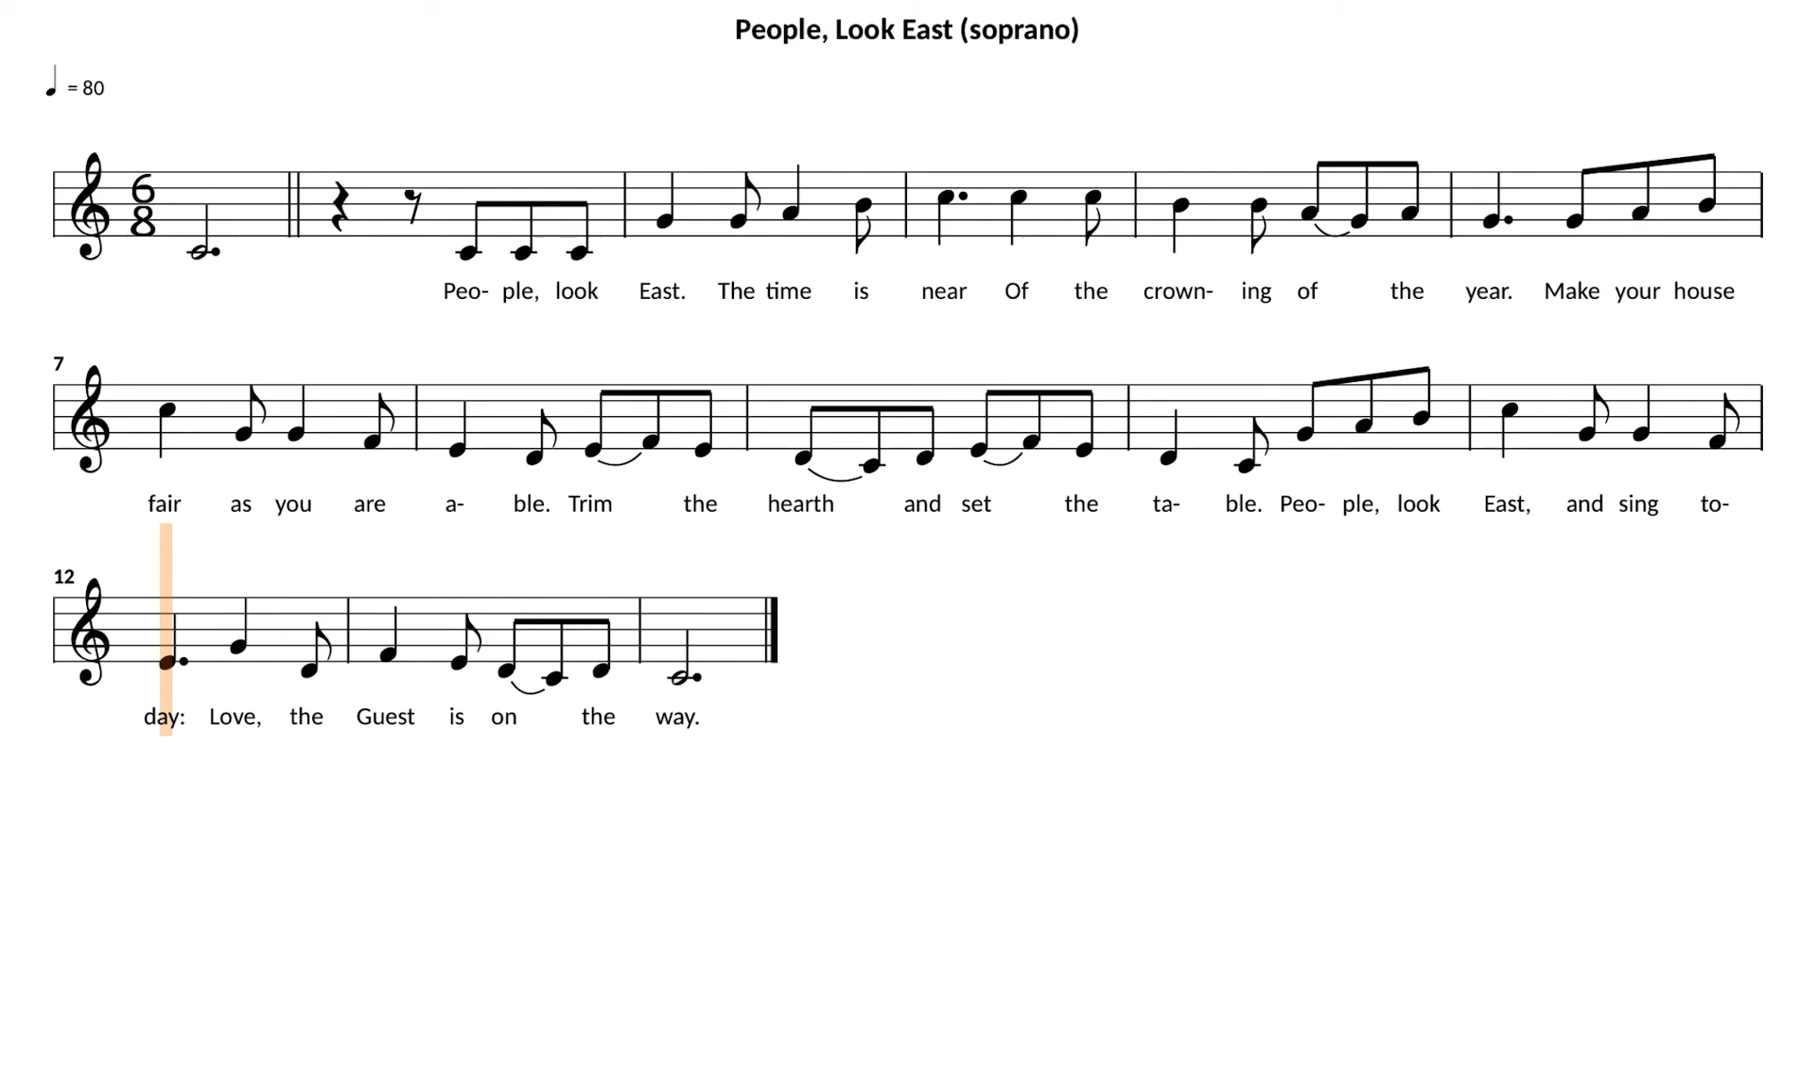 People, Look East (soprano)
= 80
6
8
Peo- ple, look East. The time is near Of the crown- ing of the year. Make your house
7
fair as you are a- ble. Trim the hearth and set the ta- ble. Peo- ple, look East, and sing to-
12
day: Love, the Guest is on the way.